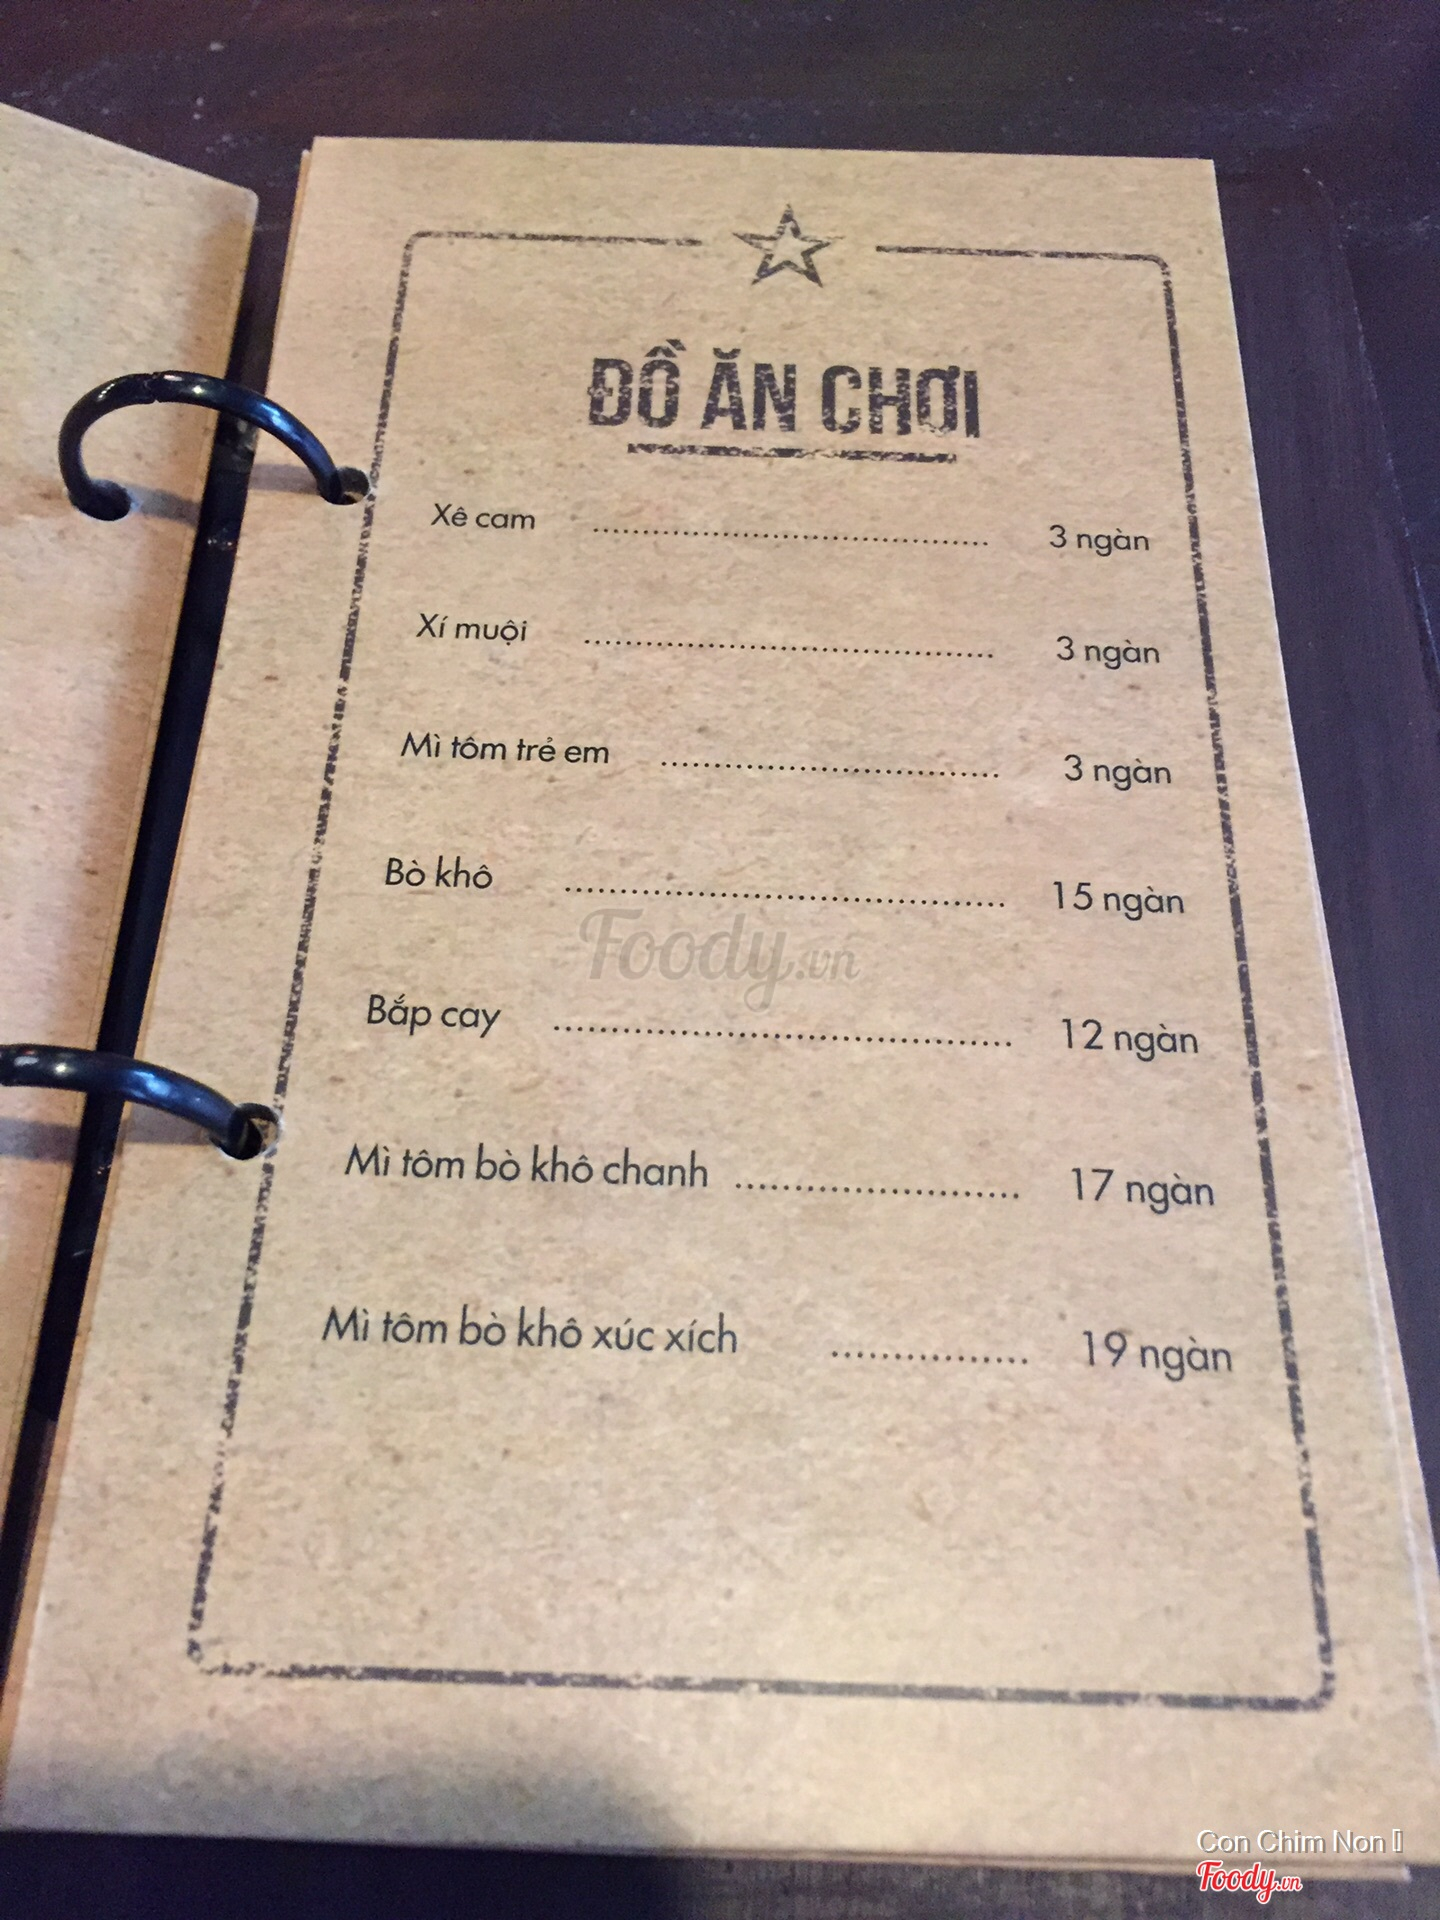 ĐỒ ĂN CHƠI
Xê cam ........................................ 3 ngàn
Xí muội ........................................ 3 ngàn
Mì tôm trẻ em ................................ 3 ngàn
Bò khô ........................................ 15 ngàn
Foody.vn
Bắp cay ........................................ 12 ngàn
Mì tôm bò khô chanh ........................ 17 ngàn
Mì tôm bò khô xúc xích ................ 19 ngàn
Con Chim Non
Foody.vn